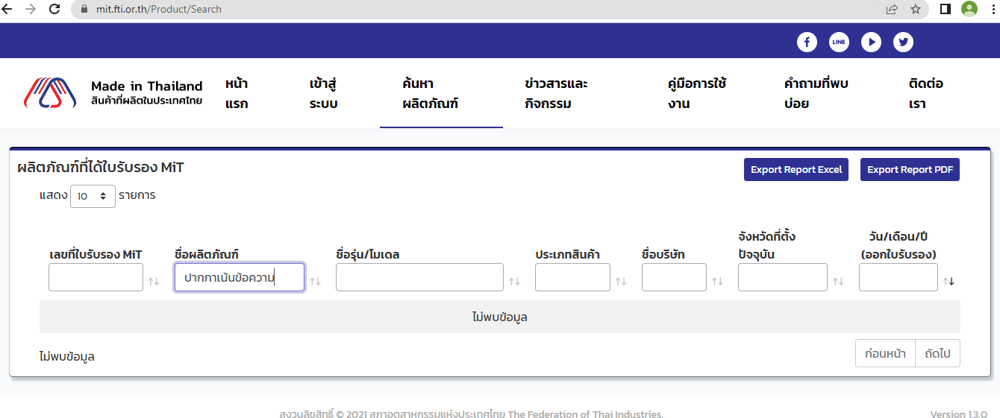 mit.fti.or.th/Product/Search
LINE
Made in Thailand
สินค้าที่ผลิตในประเทศไทย
หน้า
แรก
เข้าสู่
ระบบ
ค้นหา
ผลิตภัณฑ์
ข่าวสารและ
กิจกรรม
คู่มือการใช้
งาน
คำถามที่พบ
บ่อย
ติดต่อ
เรา
ผลิตภัณฑ์ที่ได้ใบรับรอง MiT
Export Report Excel
Export Report PDF
แสดง 10 รายการ
เลขที่ใบรับรอง MiT
ชื่อผลิตภัณฑ์
ชื่อรุ่น/โมเดล
ประเภทสินค้า
ชื่อบริษัท
จังหวัดที่ตั้ง
ปัจจุบัน
วัน/เดือน/ปี
(ออกใบรับรอง)
ปากกาเน้นข้อความ
ไม่พบข้อมูล
ไม่พบข้อมูล
ก่อนหน้า
ถัดไป
สงวนลิขสิทธิ์ © 2021 สภาอุตสาหกรรมแห่งประเทศไทย The Federation of Thai Industries.
Version 1.3.0